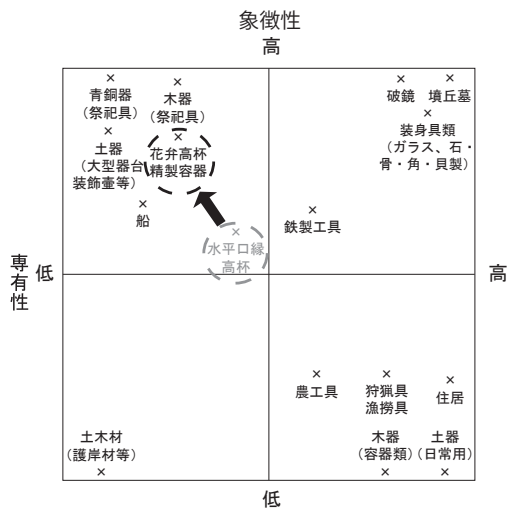 象徴性
高
青銅器
（祭祀具）
木器
（祭祀具）
土器
（大型器台
装飾壷等）
花弁高杯
精製容器
船
水平口縁
高杯
破鏡
墳丘墓
装身具類
（ガラス、石・
骨・角・貝製）
鉄製工具
専有性
低
高
農工具
狩猟具
漁撈具
住居
土木材
（護岸材等）
木器
（容器類）
土器
（日常用）
低